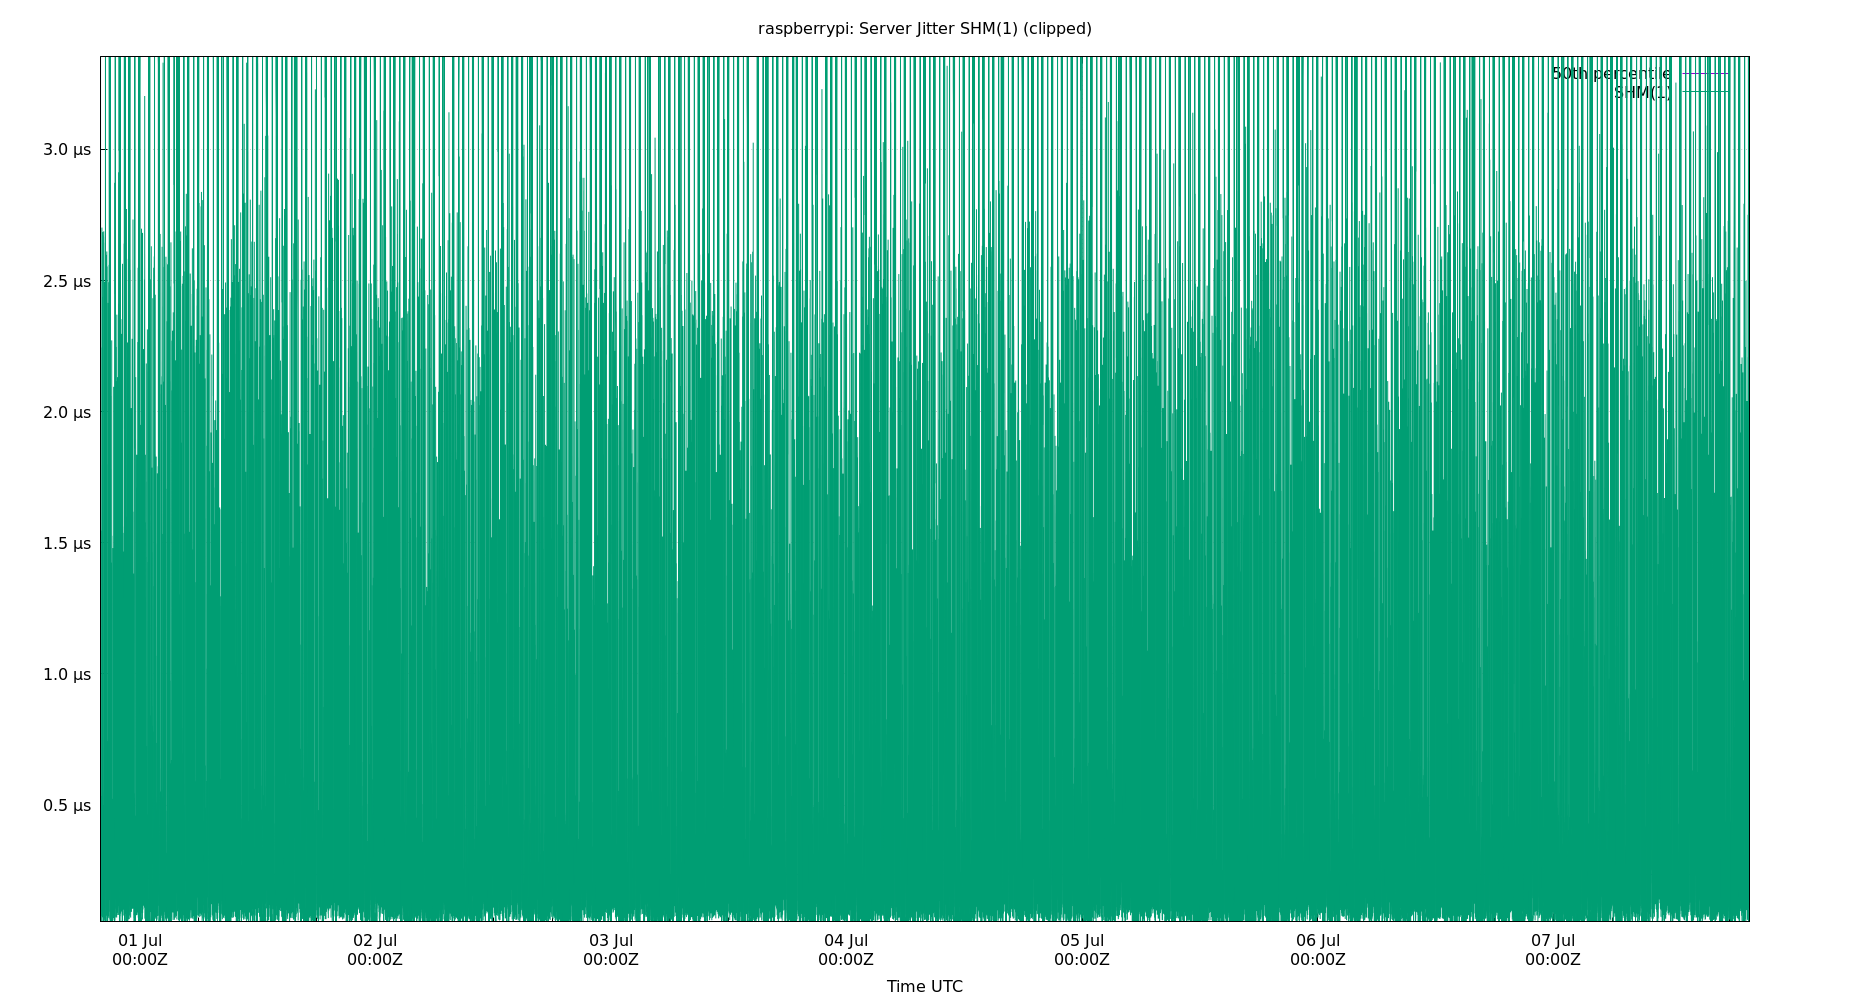 raspberrypi: Server Jitter SHM(1) (clipped)
50th percentile
SHM(1)
3.0 µs
2.5 µs
2.0 µs
1.5 µs
1.0 µs
0.5 µs
01 Jul 02 Jul 03 Jul 04 Jul 05 Jul 06 Jul 07 Jul
00:00Z 00:00Z 00:00Z 00:00Z 00:00Z 00:00Z 00:00Z
Time UTC